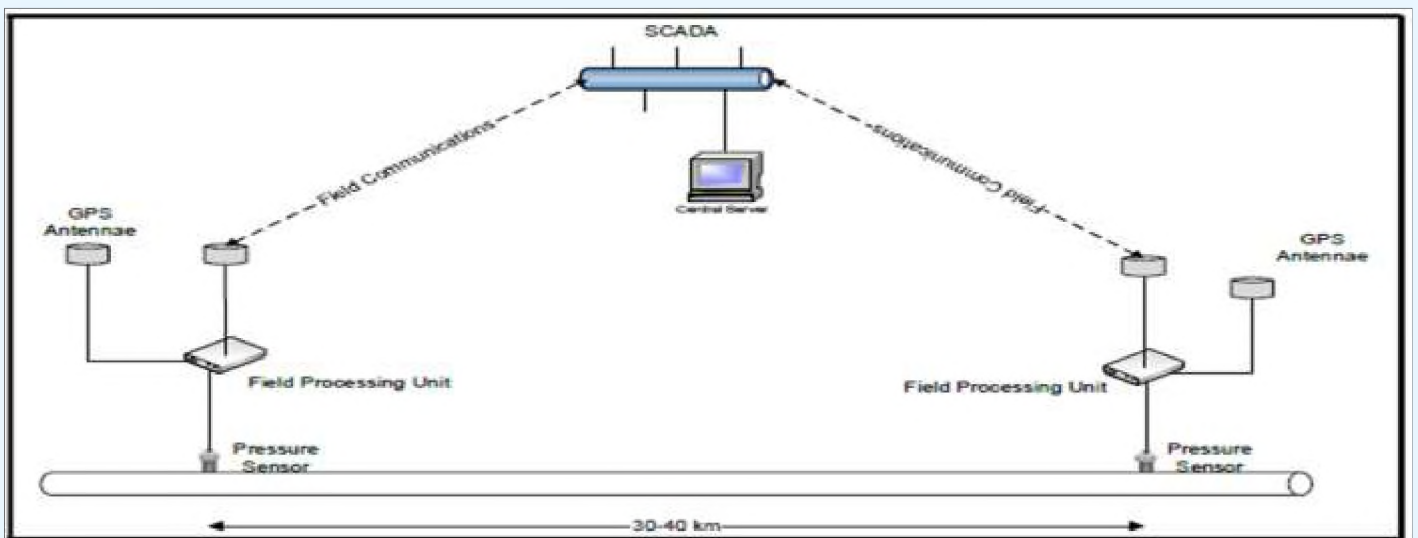 SCADA
Field Communications
Field Communications
Central Server
GPS
Antennae
GPS
Antennae
Field Processing Unit
Field Processing Unit
Pressure
Sensor
Pressure
Sensor
30-40 km